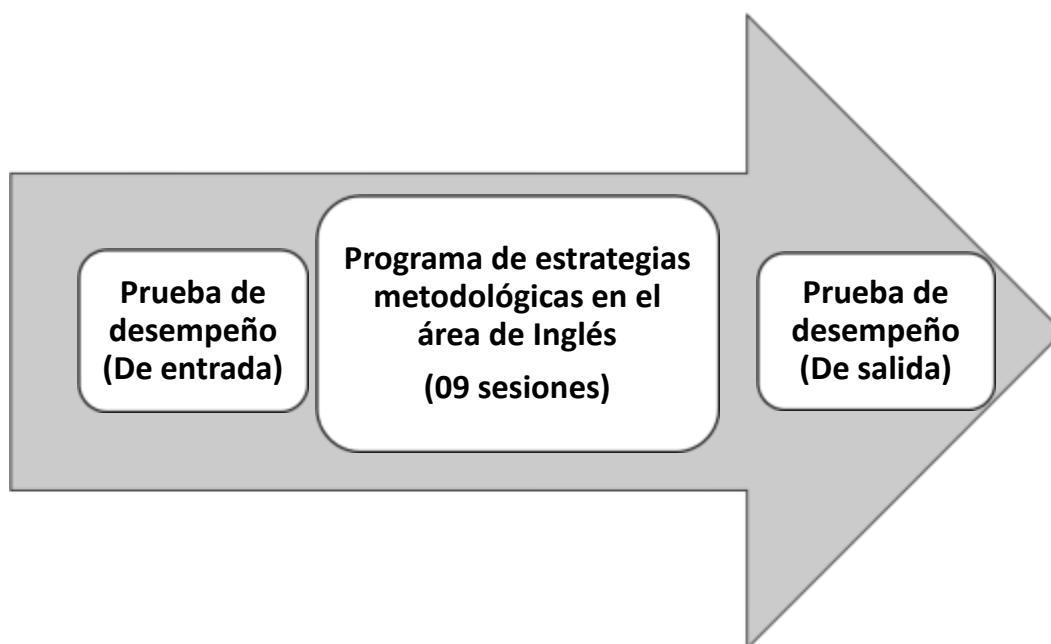 Prueba de
desempeño
(De entrada)
Programa de estrategias
metodológicas en el
área de Inglés
(09 sesiones)
Prueba de
desempeño
(De salida)